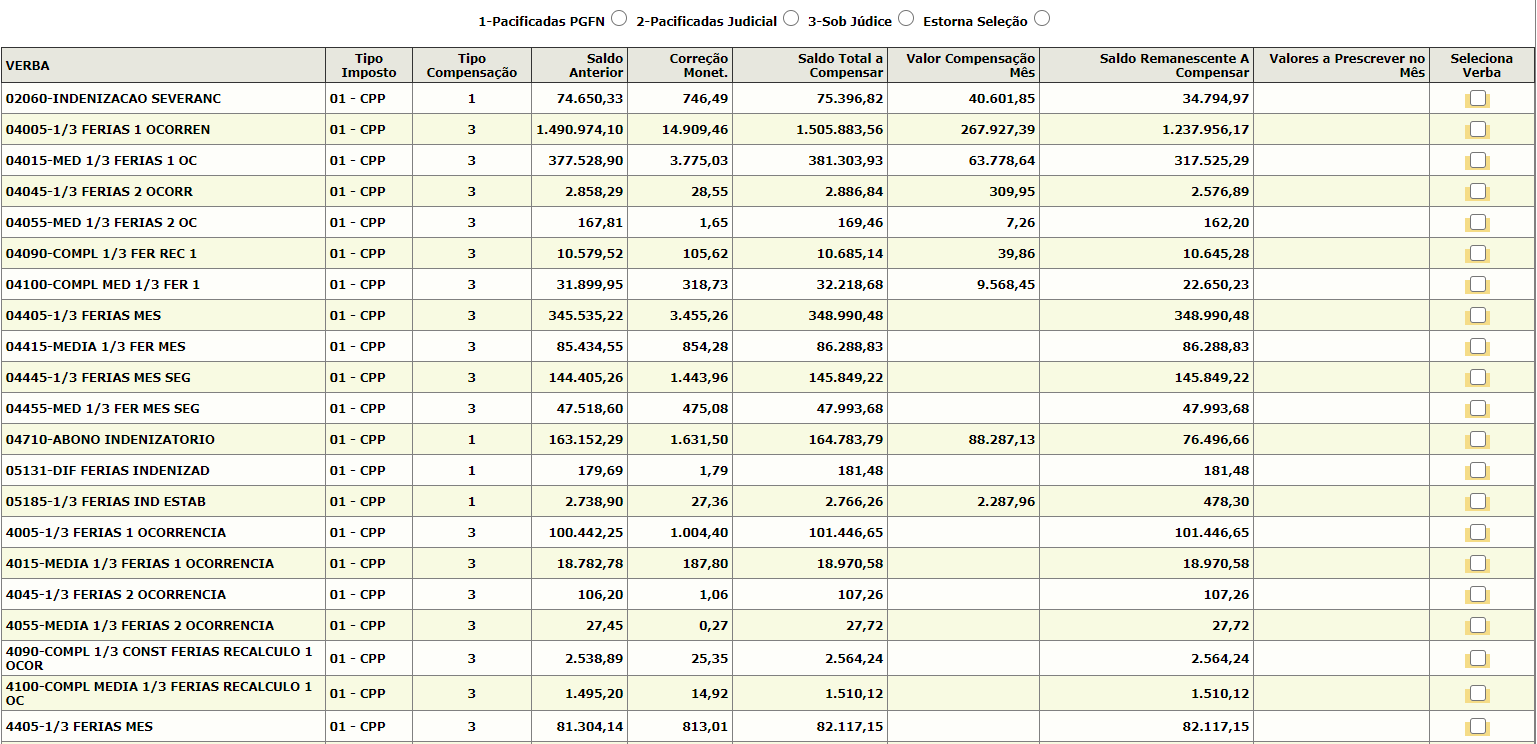 1-Pacificadas PGFN 2-Pacificadas Judicial 3-Sob Júdice Estorna Seleção
VERBA Tipo Imposto Tipo Compensação Saldo Anterior Correção Monet. Saldo Total a Compensar Valor Compensação Mês Saldo Remanescente A Compensar Valores a Prescrever no Mês Seleciona Verba
02060-INDENIZACAO SEVERANC 01 - CPP 1 74.650,33 746,49 75.396,82 40.601,85 34.794,97
04005-1/3 FERIAS 1 OCORREN 01 - CPP 3 1.490.974,10 14.909,46 1.505.883,56 267.927,39 1.237.956,17
04015-MED 1/3 FERIAS 1 OC 01 - CPP 3 377.528,90 3.775,03 381.303,93 63.778,64 317.525,29
04045-1/3 FERIAS 2 OCORR 01 - CPP 3 2.858,29 28,55 2.886,84 309,95 2.576,89
04055-MED 1/3 FERIAS 2 OC 01 - CPP 3 167,81 1,65 169,46 7,26 162,20
04090-COMPL 1/3 FER REC 1 01 - CPP 3 10.579,52 105,62 10.685,14 39,86 10.645,28
04100-COMPL MED 1/3 FER 1 01 - CPP 3 31.899,95 318,73 32.218,68 9.568,45 22.650,23
04405-1/3 FERIAS MES 01 - CPP 3 345.535,22 3.455,26 348.990,48 348.990,48
04415-MEDIA 1/3 FER MES 01 - CPP 3 85.434,55 854,28 86.288,83 86.288,83
04445-1/3 FERIAS MES SEG 01 - CPP 3 144.405,26 1.443,96 145.849,22 145.849,22
04455-MED 1/3 FER MES SEG 01 - CPP 3 47.518,60 475,08 47.993,68 47.993,68
04710-ABONO INDENIZATORIO 01 - CPP 1 163.152,29 1.631,50 164.783,79 88.287,13 76.496,66
05131-DIF FERIAS INDENIZAD 01 - CPP 1 179,69 1,79 181,48 181,48
05185-1/3 FERIAS IND ESTAB 01 - CPP 1 2.738,90 27,36 2.766,26 2.287,96 478,30
4005-1/3 FERIAS 1 OCORRENCIA 01 - CPP 3 100.442,25 1.004,40 101.446,65 101.446,65
4015-MEDIA 1/3 FERIAS 1 OCORRENCIA 01 - CPP 3 18.782,78 187,80 18.970,58 18.970,58
4045-1/3 FERIAS 2 OCORRENCIA 01 - CPP 3 106,20 1,06 107,26 107,26
4055-MEDIA 1/3 FERIAS 2 OCORRENCIA 01 - CPP 3 27,45 0,27 27,72 27,72
4090-COMPL 1/3 CONST FERIAS RECALCULO 1 OCOR 01 - CPP 3 2.538,89 25,35 2.564,24 2.564,24
4100-COMPL MEDIA 1/3 FERIAS RECALCULO 1 OC 01 - CPP 3 1.495,20 14,92 1.510,12 1.510,12
4405-1/3 FERIAS MES 01 - CPP 3 81.304,14 813,01 82.117,15 82.117,15